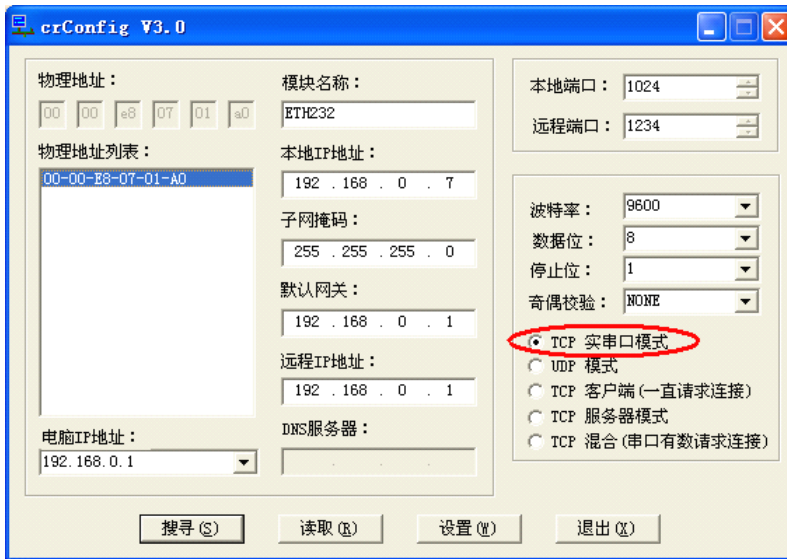 crConfig V3.0
物理地址：
00 00 e8 07 01 a0
物理地址列表：
00-00-E8-07-01-A0
电脑IP地址：
192.168.0.1
模块名称：
ETH232
本地IP地址：
192 . 168 . 0 . 7
子网掩码：
255 . 255 . 255 . 0
默认网关：
192 . 168 . 0 . 1
远程IP地址：
192 . 168 . 0 . 1
DNS服务器：
. . .
本地端口： 1024
远程端口： 1234
波特率： 9600
数据位： 8
停止位： 1
奇偶校验： NONE
TCP 实串口模式
UDP 模式
TCP 客户端(一直请求连接)
TCP 服务器模式
TCP 混合(串口有数请求连接)
搜寻(S) 读取(R) 设置(W) 退出(X)